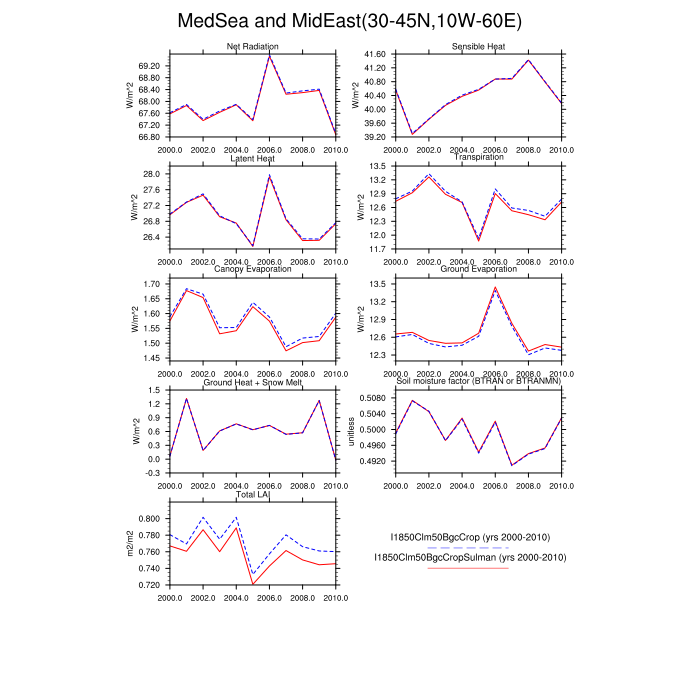 MedSea and MidEast(30-45N,10W-60E)
Net Radiation
W/m^2
69.20
68.80
68.40
68.00
67.60
67.20
66.80
2000.0 2002.0 2004.0 2006.0 2008.0 2010.0
Sensible Heat
W/m^2
41.60
41.20
40.80
40.40
40.00
39.60
39.20
2000.0 2002.0 2004.0 2006.0 2008.0 2010.0
Latent Heat
W/m^2
28.0
27.6
27.2
26.8
26.4
2000.0 2002.0 2004.0 2006.0 2008.0 2010.0
Transpiration
W/m^2
13.5
13.2
12.9
12.6
12.3
12.0
11.7
2000.0 2002.0 2004.0 2006.0 2008.0 2010.0
Canopy Evaporation
W/m^2
1.70
1.65
1.60
1.55
1.50
1.45
2000.0 2002.0 2004.0 2006.0 2008.0 2010.0
Ground Evaporation
W/m^2
13.5
13.2
12.9
12.6
12.3
2000.0 2002.0 2004.0 2006.0 2008.0 2010.0
Ground Heat + Snow Melt
W/m^2
1.5
1.2
0.9
0.6
0.3
0.0
-0.3
2000.0 2002.0 2004.0 2006.0 2008.0 2010.0
Soil moisture factor (BTRAN or BTRANMN)
unitless
0.5080
0.5040
0.5000
0.4960
0.4920
2000.0 2002.0 2004.0 2006.0 2008.0 2010.0
Total LAI
m2/m2
0.800
0.780
0.760
0.740
0.720
2000.0 2002.0 2004.0 2006.0 2008.0 2010.0
I1850Clm50BgcCrop (yrs 2000-2010)
I1850Clm50BgcCropSulman (yrs 2000-2010)